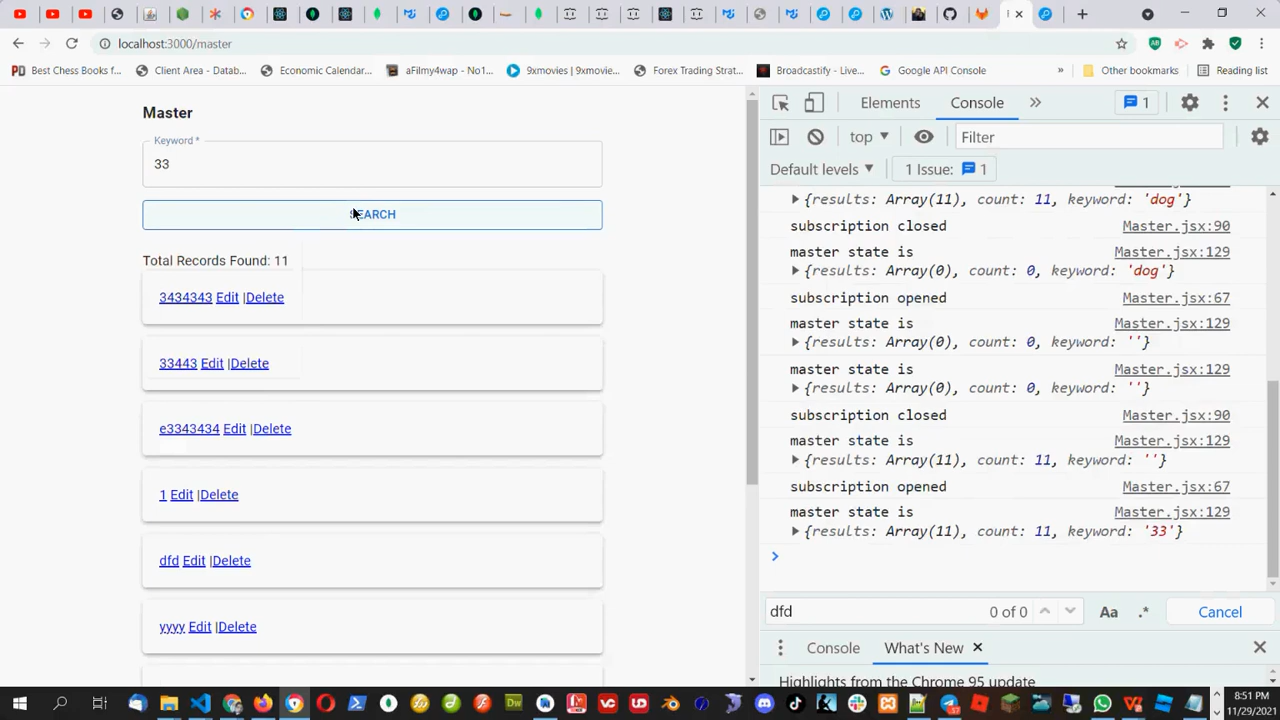 localhost:3000/master
Best Chess Books f...
Client Area - Datab...
Economic Calendar...
aFilmy4wap - No1...
9xmovies | 9xmovie...
Forex Trading Strat...
Broadcastify - Live...
Google API Console
»
Other bookmarks
Reading list
Master
Keyword *
33
SEARCH
Total Records Found: 11
3434343 Edit |Delete
33443 Edit |Delete
e3343434 Edit |Delete
1 Edit |Delete
dfd Edit |Delete
yyyy Edit |Delete
Elements Console » 1
top Filter
Default levels 1 Issue: 1
{results: Array(11), count: 11, keyword: 'dog'}
subscription closed Master.jsx:90
master state is Master.jsx:129
{results: Array(0), count: 0, keyword: 'dog'}
subscription opened Master.jsx:67
master state is Master.jsx:129
{results: Array(0), count: 0, keyword: ''}
master state is Master.jsx:129
{results: Array(0), count: 0, keyword: ''}
subscription closed Master.jsx:90
master state is Master.jsx:129
{results: Array(11), count: 11, keyword: ''}
subscription opened Master.jsx:67
master state is Master.jsx:129
{results: Array(11), count: 11, keyword: '33'}
dfd 0 of 0 Aa .* Cancel
Console What's New
Highlights from the Chrome 95 update
8:51 PM
11/29/2021